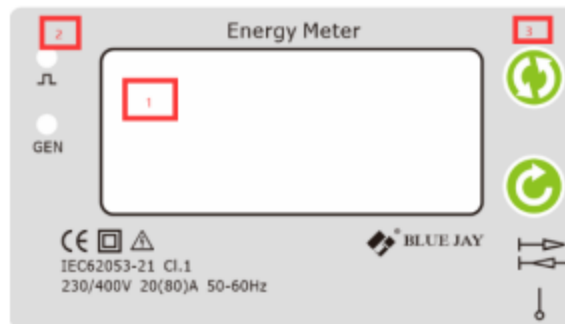 2
Energy Meter
3
1
GEN
CE
BLUE JAY
IEC62053-21 Cl.1
230/400V 20(80)A 50-60Hz